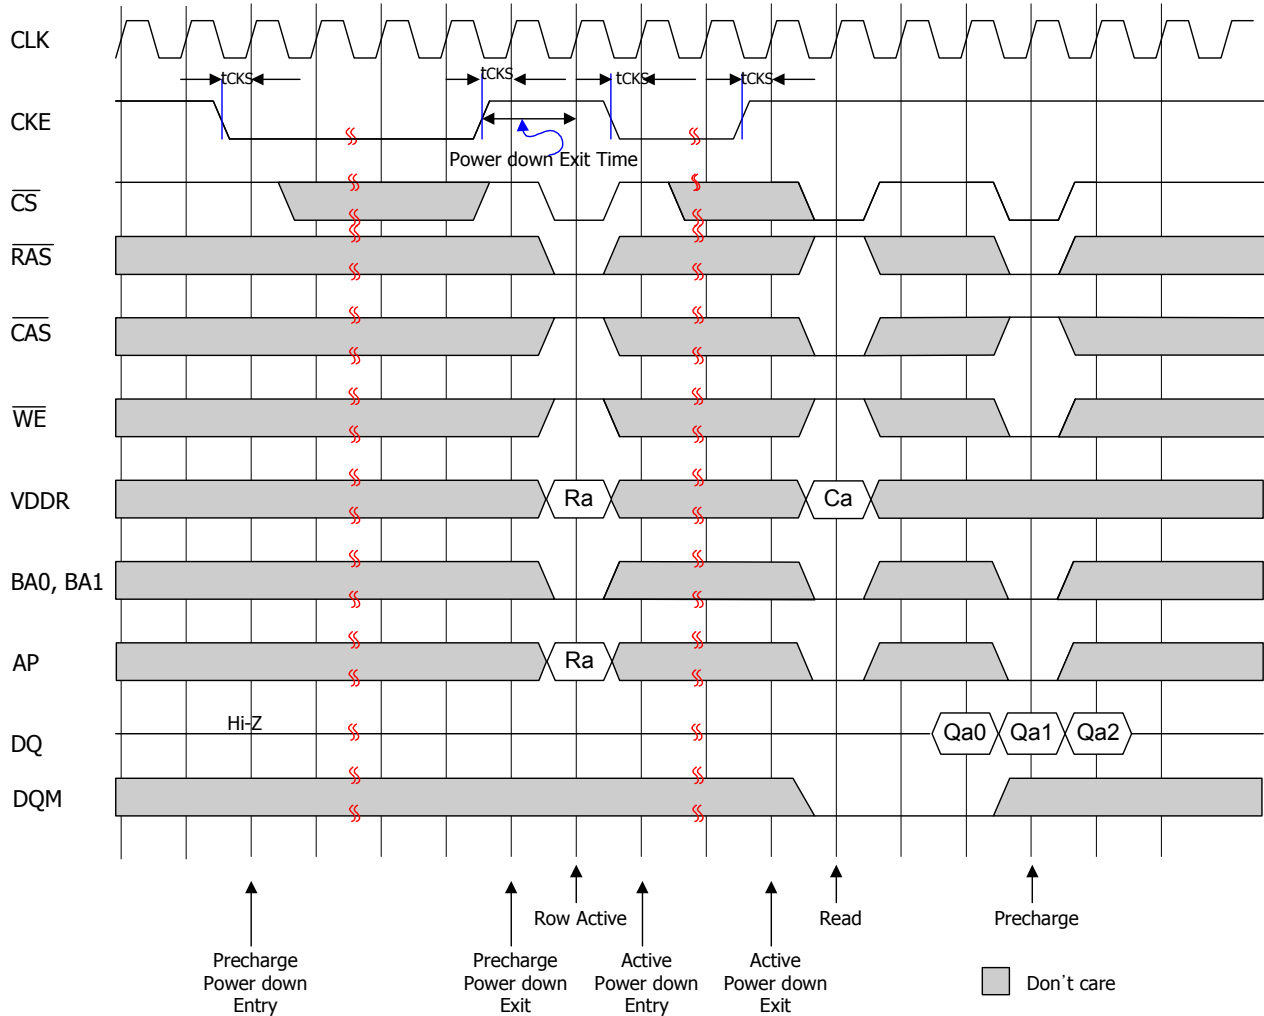 CLK
tCKS
tCKS
tCKS
tCKS
CKE
Power down Exit Time
CS
RAS
CAS
WE
VDDR
Ra
Ca
BA0, BA1
AP
Ra
Hi-Z
DQ
Qa0
Qa1
Qa2
DQM
Row Active
Read
Precharge
Precharge
Power down
Entry
Precharge
Power down
Exit
Active
Power down
Entry
Active
Power down
Exit
Don't care